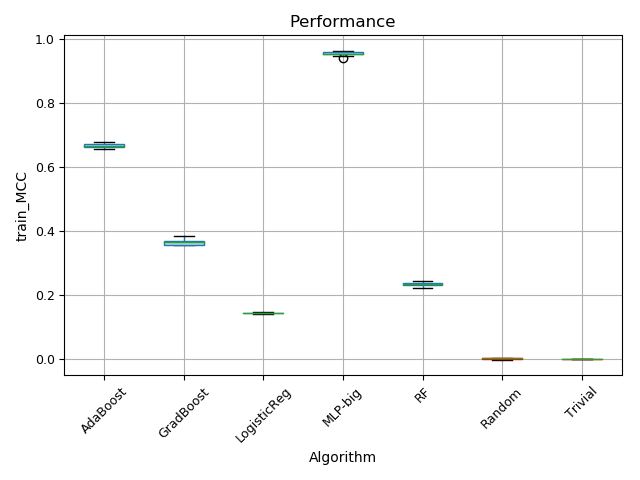 Performance
train_MCC
1.0
0.8
0.6
0.4
0.2
0.0
AdaBoost
GradBoost
LogisticReg
MLP-big
RF
Random
Trivial
Algorithm